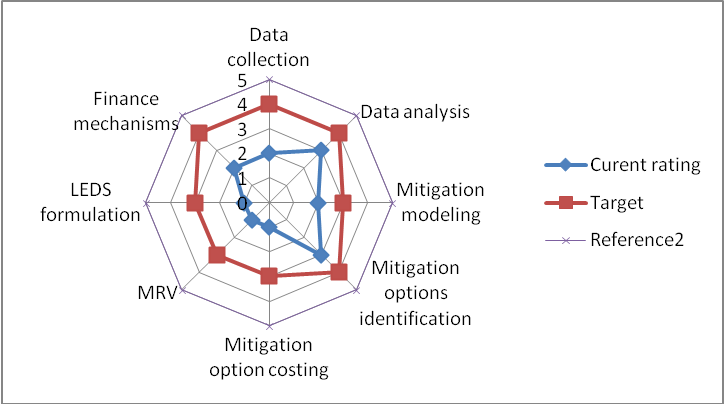 Data
collection
5
4
3
2
1
0
Data analysis
Mitigation
modeling
Mitigation
options
identification
Mitigation
option costing
MRV
LEDS
formulation
Finance
mechanisms
Curent rating
Target
Reference2